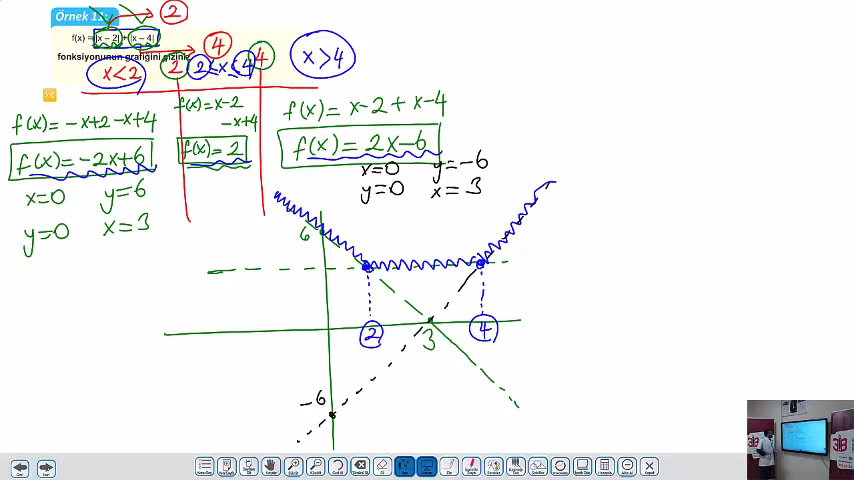 Örnek 11:
2
f(x) = |x – 2| + |x – 4|
fonksiyonunun grafiğini çiziniz.
4
x<2
2
2≤x≤4
4
x>4
f(x)= -x+2-x+4
f(x)= -2x+6
x=0 y=6
y=0 x=3
f(x)=x-2
-x+4
f(x)= 2
f(x)= x-2+x-4
f(x)= 2x-6
x=0 y=-6
y=0 x=3
6
2
3
4
-6